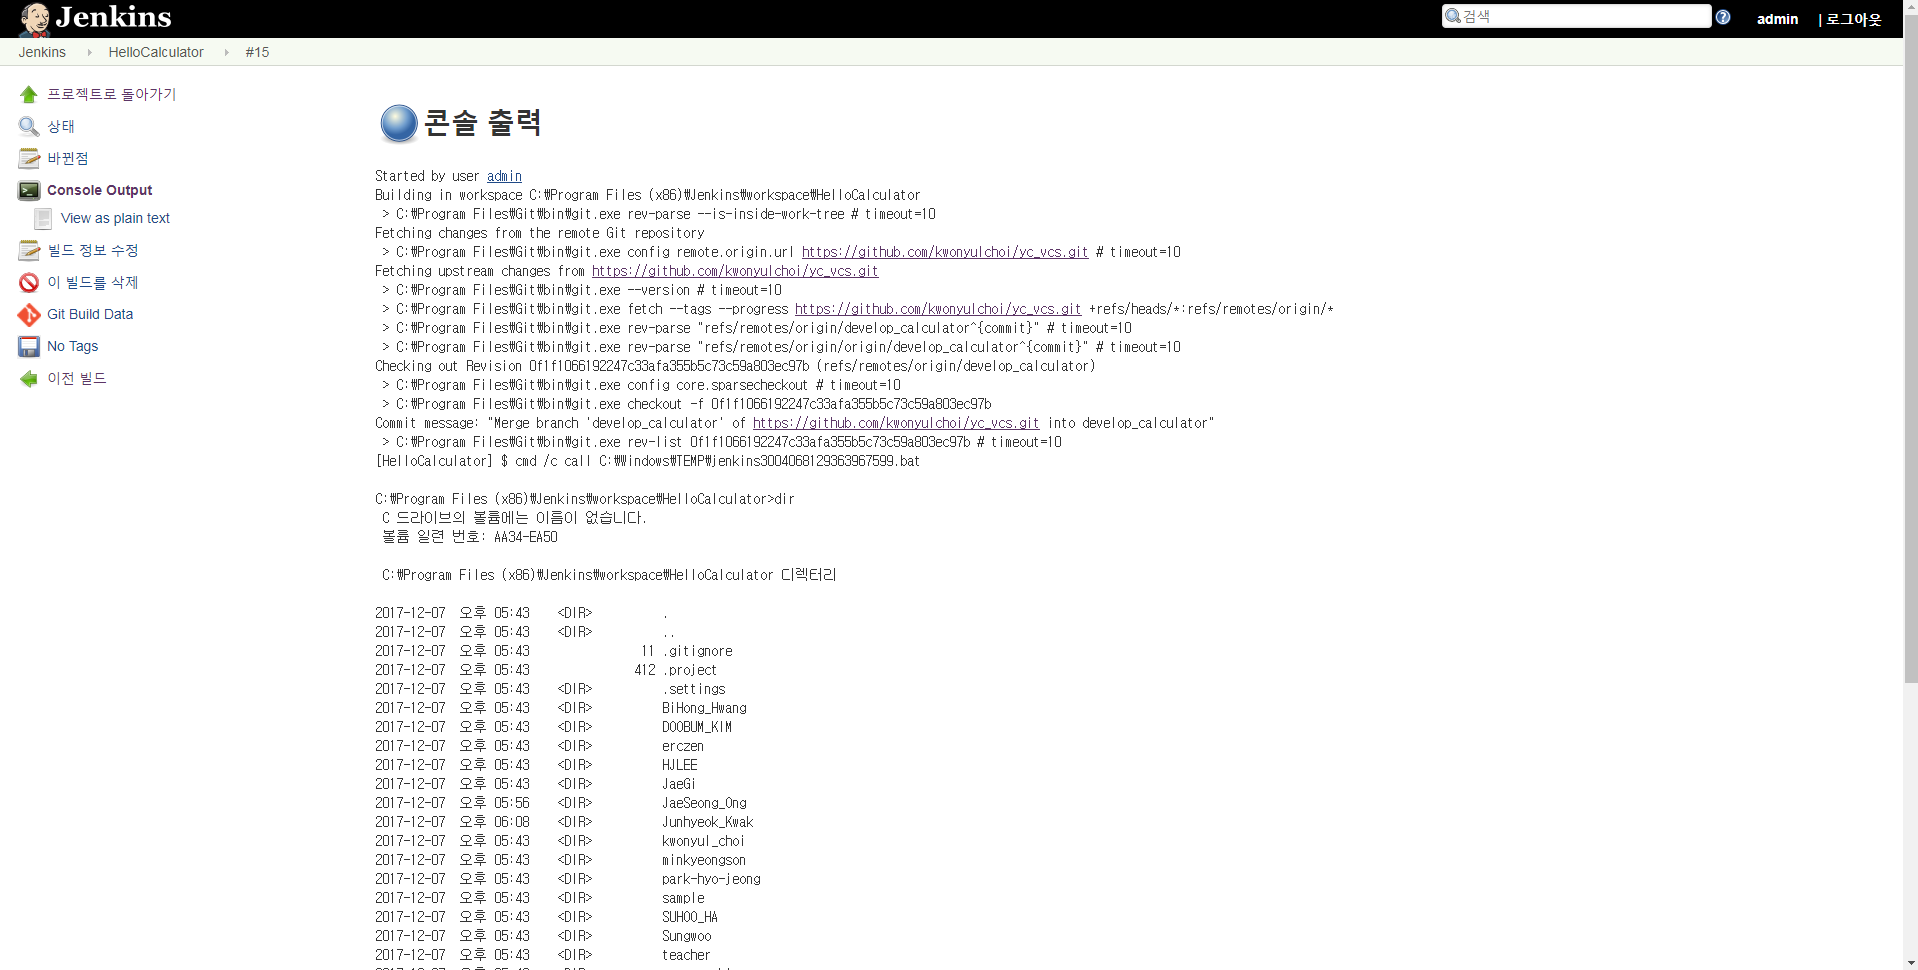 Jenkins
검색
admin
| 로그아웃
Jenkins
HelloCalculator
#15
프로젝트로 돌아가기
상태
바뀐점
Console Output
View as plain text
빌드 정보 수정
이 빌드를 삭제
Git Build Data
No Tags
이전 빌드
콘솔 출력
Started by user admin
Building in workspace C:₩Program Files (x86)₩Jenkins₩workspace₩HelloCalculator
 > C:₩Program Files₩Git₩bin₩git.exe rev-parse --is-inside-work-tree # timeout=10
Fetching changes from the remote Git repository
 > C:₩Program Files₩Git₩bin₩git.exe config remote.origin.url https://github.com/kwonyulchoi/yc_vcs.git # timeout=10
Fetching upstream changes from https://github.com/kwonyulchoi/yc_vcs.git
 > C:₩Program Files₩Git₩bin₩git.exe --version # timeout=10
 > C:₩Program Files₩Git₩bin₩git.exe fetch --tags --progress https://github.com/kwonyulchoi/yc_vcs.git +refs/heads/*:refs/remotes/origin/*
 > C:₩Program Files₩Git₩bin₩git.exe rev-parse "refs/remotes/origin/develop_calculator^{commit}" # timeout=10
 > C:₩Program Files₩Git₩bin₩git.exe rev-parse "refs/remotes/origin/origin/develop_calculator^{commit}" # timeout=10
Checking out Revision 0f1f1066192247c33afa355b5c73c59a803ec97b (refs/remotes/origin/develop_calculator)
 > C:₩Program Files₩Git₩bin₩git.exe config core.sparsecheckout # timeout=10
 > C:₩Program Files₩Git₩bin₩git.exe checkout -f 0f1f1066192247c33afa355b5c73c59a803ec97b
Commit message: "Merge branch 'develop_calculator' of https://github.com/kwonyulchoi/yc_vcs.git into develop_calculator"
 > C:₩Program Files₩Git₩bin₩git.exe rev-list 0f1f1066192247c33afa355b5c73c59a803ec97b # timeout=10
[HelloCalculator] $ cmd /c call C:₩Windows₩TEMP₩jenkins3004068129363967599.bat
C:₩Program Files (x86)₩Jenkins₩workspace₩HelloCalculator>dir
 C 드라이브의 볼륨에는 이름이 없습니다.
 볼륨 일련 번호: AA34-EA50
 C:₩Program Files (x86)₩Jenkins₩workspace₩HelloCalculator 디렉터리
2017-12-07  오후 05:43    <DIR>          .
2017-12-07  오후 05:43    <DIR>          ..
2017-12-07  오후 05:43                11 .gitignore
2017-12-07  오후 05:43               412 .project
2017-12-07  오후 05:43    <DIR>          .settings
2017-12-07  오후 05:43    <DIR>          BiHong_Hwang
2017-12-07  오후 05:43    <DIR>          DOOBUM_KIM
2017-12-07  오후 05:43    <DIR>          erczen
2017-12-07  오후 05:43    <DIR>          HJLEE
2017-12-07  오후 05:43    <DIR>          JaeGi
2017-12-07  오후 05:56    <DIR>          JaeSeong_Ong
2017-12-07  오후 06:08    <DIR>          Junhyeok_Kwak
2017-12-07  오후 05:43    <DIR>          kwonyul_choi
2017-12-07  오후 05:43    <DIR>          minkyeongson
2017-12-07  오후 05:43    <DIR>          park-hyo-jeong
2017-12-07  오후 05:43    <DIR>          sample
2017-12-07  오후 05:43    <DIR>          SUHOO_HA
2017-12-07  오후 05:43    <DIR>          Sungwoo
2017-12-07  오후 05:43    <DIR>          teacher